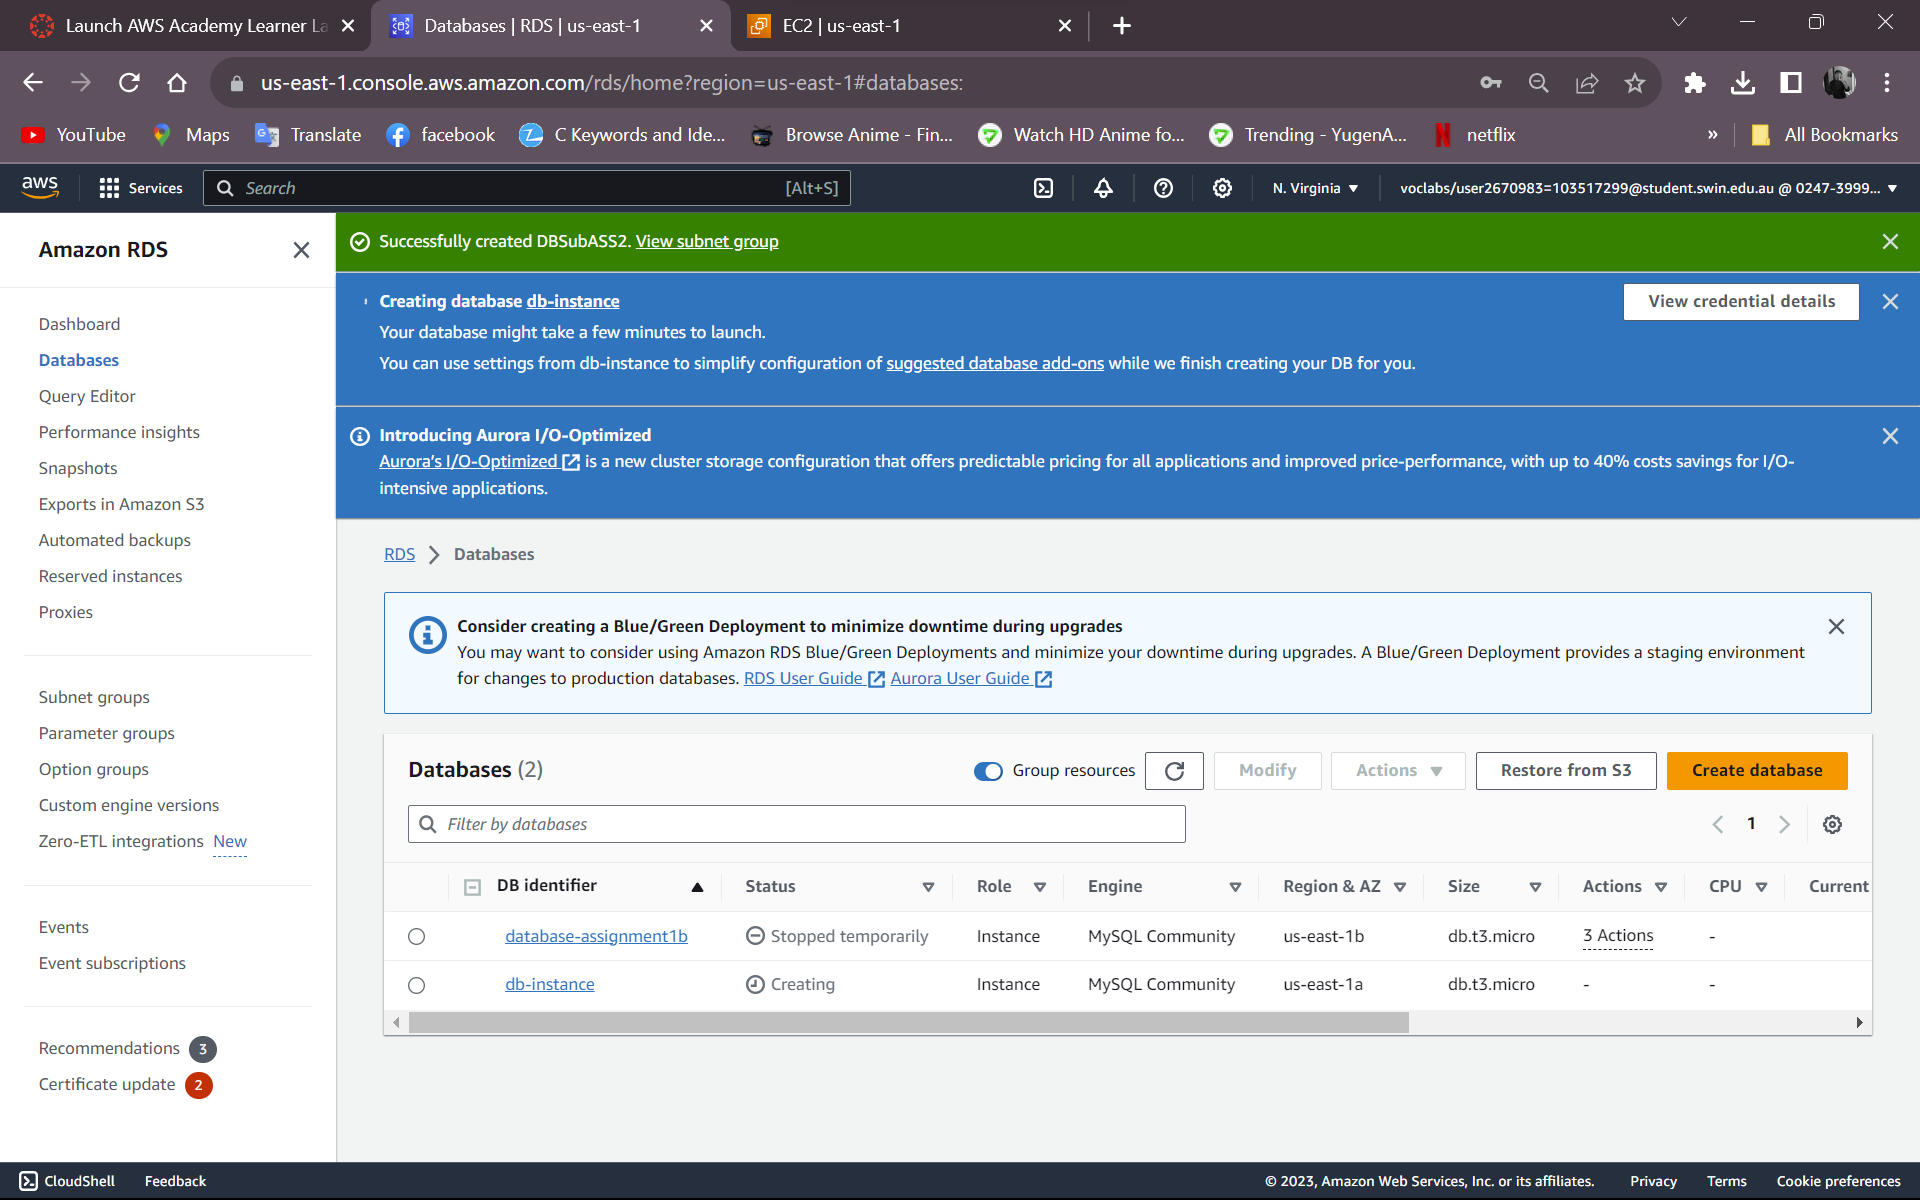 Launch AWS Academy Learner La
Databases | RDS | us-east-1
EC2 | us-east-1
us-east-1.console.aws.amazon.com/rds/home?region=us-east-1#databases:
YouTube
Maps
Translate
facebook
C Keywords and Ide...
Browse Anime - Fin...
Watch HD Anime fo...
Trending - YugenA...
netflix
»
All Bookmarks
aws
Services
Search
[Alt+S]
N. Virginia
voclabs/user2670983=103517299@student.swin.edu.au @ 0247-3999...
Amazon RDS
Dashboard
Databases
Query Editor
Performance insights
Snapshots
Exports in Amazon S3
Automated backups
Reserved instances
Proxies
Subnet groups
Parameter groups
Option groups
Custom engine versions
Zero-ETL integrations New
Events
Event subscriptions
Recommendations 3
Certificate update 2
Successfully created DBSubASS2. View subnet group
Creating database db-instance
View credential details
Your database might take a few minutes to launch.
You can use settings from db-instance to simplify configuration of suggested database add-ons while we finish creating your DB for you.
Introducing Aurora I/O-Optimized
Aurora's I/O-Optimized is a new cluster storage configuration that offers predictable pricing for all applications and improved price-performance, with up to 40% costs savings for I/O-
intensive applications.
RDS > Databases
Consider creating a Blue/Green Deployment to minimize downtime during upgrades
You may want to consider using Amazon RDS Blue/Green Deployments and minimize your downtime during upgrades. A Blue/Green Deployment provides a staging environment
for changes to production databases. RDS User Guide Aurora User Guide
Databases (2)
Group resources
Modify
Actions
Restore from S3
Create database
Filter by databases
1
DB identifier Status Role Engine Region & AZ Size Actions CPU Current
database-assignment1b Stopped temporarily Instance MySQL Community us-east-1b db.t3.micro 3 Actions -
db-instance Creating Instance MySQL Community us-east-1a db.t3.micro - -
CloudShell
Feedback
© 2023, Amazon Web Services, Inc. or its affiliates.
Privacy
Terms
Cookie preferences